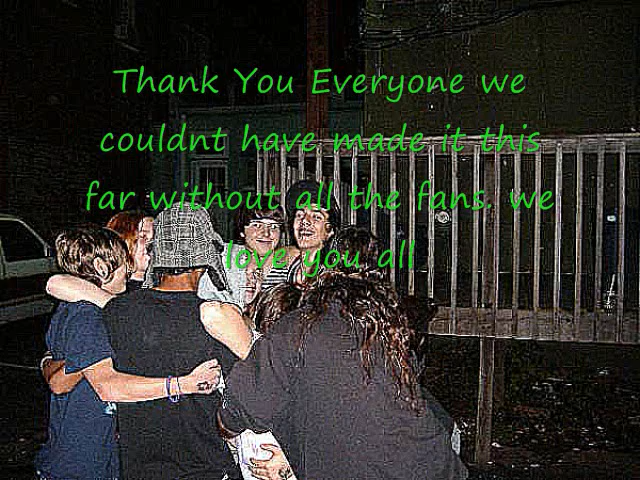 Thank You Everyone we
couldnt have made it this
far without all the fans. we
love you all